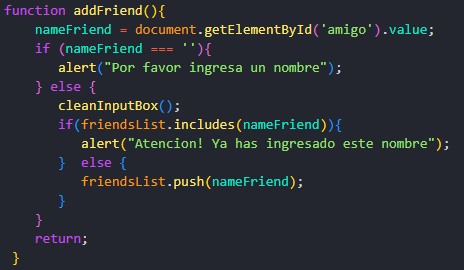 function addFriend(){
    nameFriend = document.getElementById('amigo').value;
    if (nameFriend === ''){
       alert("Por favor ingresa un nombre");
    } else {
       cleanInputBox();
       if(friendsList.includes(nameFriend)){
          alert("Atencion! Ya has ingresado este nombre");
       }  else {
          friendsList.push(nameFriend);
       }
    }
    return;
 }